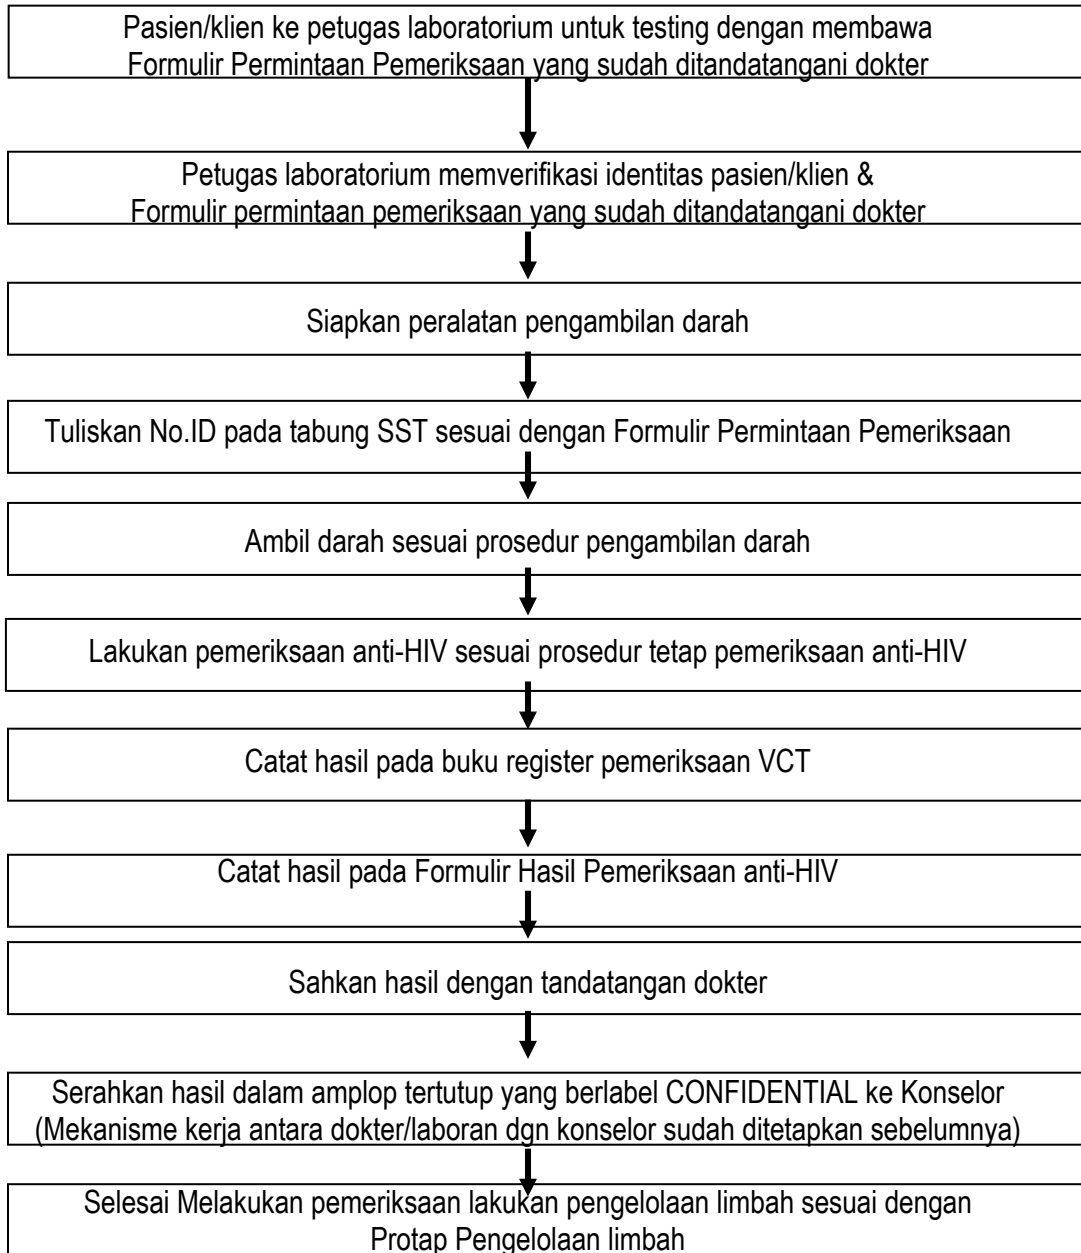 Pasien/klien ke petugas laboratorium untuk testing dengan membawa
Formulir Permintaan Pemeriksaan yang sudah ditandatangani dokter
Petugas laboratorium memverifikasi identitas pasien/klien &
Formulir permintaan pemeriksaan yang sudah ditandatangani dokter
Siapkan peralatan pengambilan darah
Tuliskan No.ID pada tabung SST sesuai dengan Formulir Permintaan Pemeriksaan
Ambil darah sesuai prosedur pengambilan darah
Lakukan pemeriksaan anti-HIV sesuai prosedur tetap pemeriksaan anti-HIV
Catat hasil pada buku register pemeriksaan VCT
Catat hasil pada Formulir Hasil Pemeriksaan anti-HIV
Sahkan hasil dengan tandatangan dokter
Serahkan hasil dalam amplop tertutup yang berlabel CONFIDENTIAL ke Konselor
(Mekanisme kerja antara dokter/laboran dgn konselor sudah ditetapkan sebelumnya)
Selesai Melakukan pemeriksaan lakukan pengelolaan limbah sesuai dengan
Protap Pengelolaan limbah